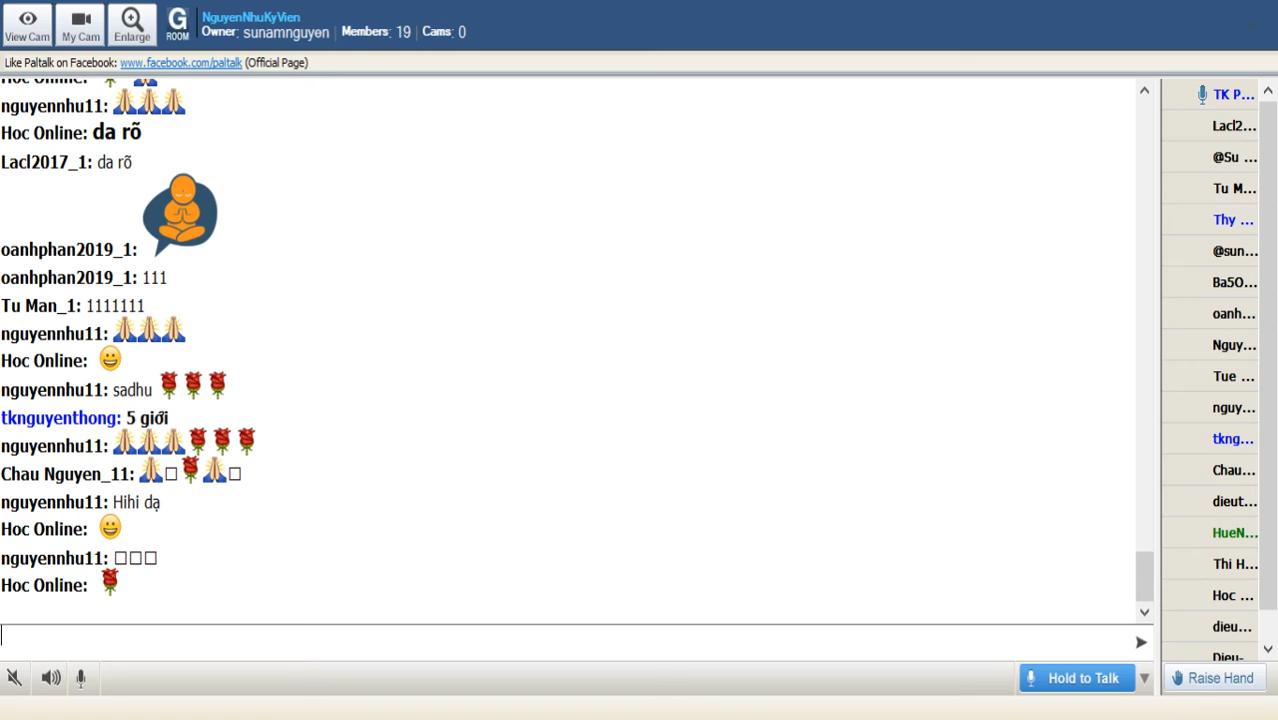 View Cam
My Cam
Enlarge
G
ROOM
NguyenNhuKyVien
Owner: sunamnguyen Members: 19 Cams: 0
Like Paltalk on Facebook: www.facebook.com/paltalk (Official Page)
Hoc Online:
nguyennhu11: 🙏🙏🙏
Hoc Online: da rõ
Lacl2017_1: da rõ
oanhphan2019_1:
oanhphan2019_1: 111
Tu Man_1: 1111111
nguyennhu11: 🙏🙏🙏
Hoc Online: 😀
nguyennhu11: sadhu 🌹🌹🌹
tknguyenthong: 5 giới
nguyennhu11: 🙏🙏🙏🌹🌹🌹
Chau Nguyen_11: 🙏□🌹🙏□
nguyennhu11: Hihi dạ
Hoc Online: 😀
nguyennhu11: □□□
Hoc Online: 🌹
TK P...
Lacl2...
@Su ...
Tu M...
Thy ...
@sun...
Ba5O...
oanh...
Nguy...
Tue ...
nguy...
tkng...
Chau...
dieut...
HueN...
Thi H...
Hoc ...
dieu...
Dieu-
Hold to Talk
Raise Hand